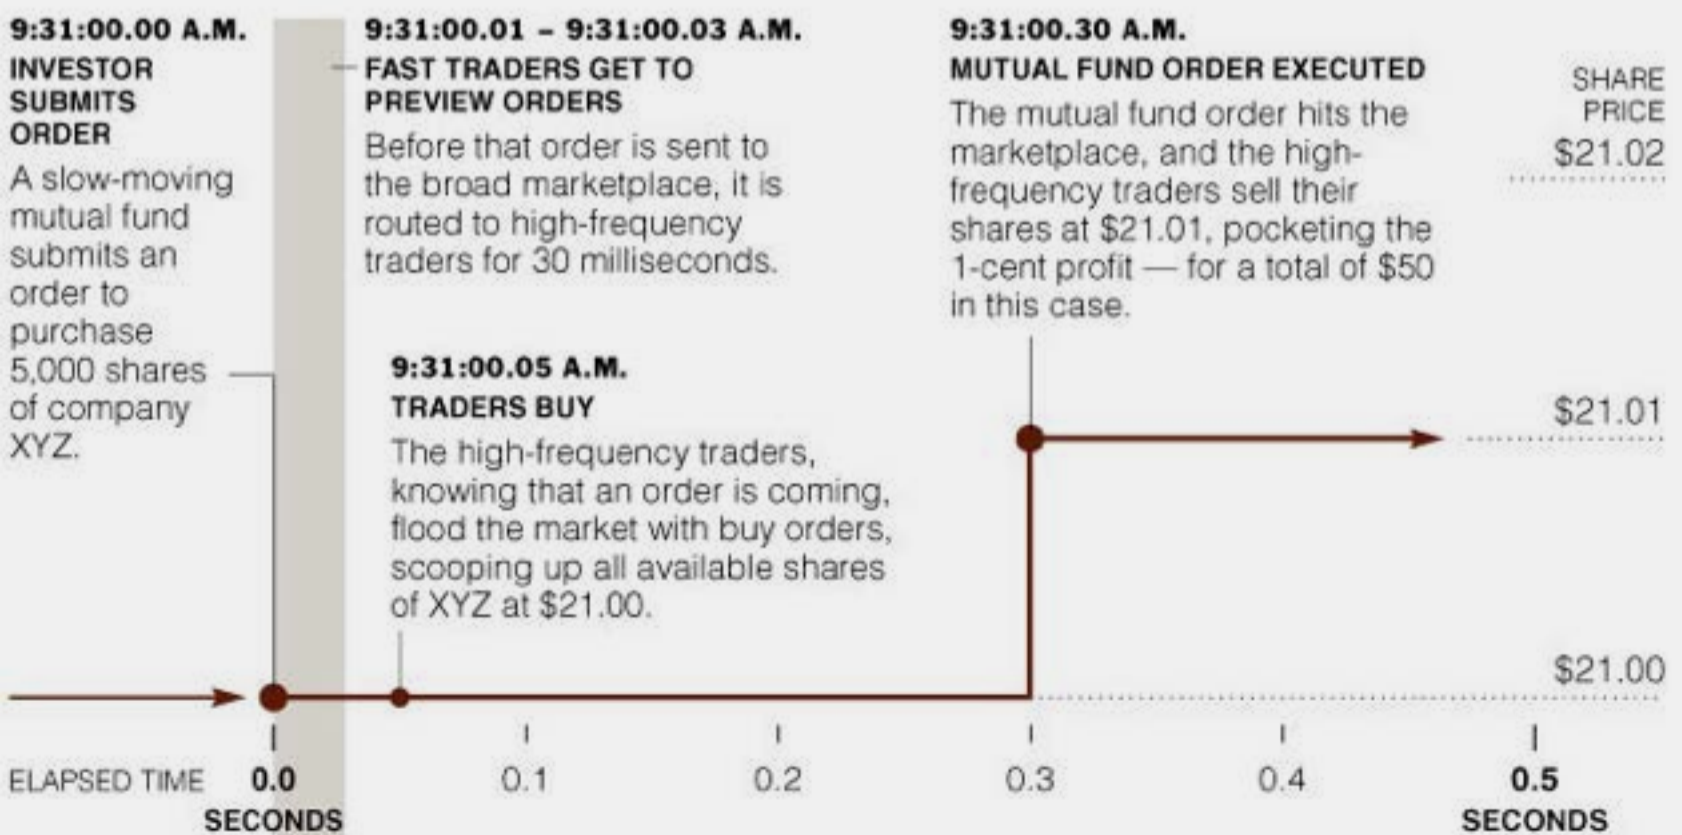 9:31:00.00 A.M.
INVESTOR
SUBMITS
ORDER
A slow-moving
mutual fund
submits an
order to
purchase
5,000 shares
of company
XYZ.
9:31:00.01 – 9:31:00.03 A.M.
FAST TRADERS GET TO
PREVIEW ORDERS
Before that order is sent to
the broad marketplace, it is
routed to high-frequency
traders for 30 milliseconds.
9:31:00.05 A.M.
TRADERS BUY
The high-frequency traders,
knowing that an order is coming,
flood the market with buy orders,
scooping up all available shares
of XYZ at $21.00.
9:31:00.30 A.M.
MUTUAL FUND ORDER EXECUTED
The mutual fund order hits the
marketplace, and the high-
frequency traders sell their
shares at $21.01, pocketing the
1-cent profit — for a total of $50
in this case.
SHARE
PRICE
$21.02
$21.01
$21.00
ELAPSED TIME 0.0 0.1 0.2 0.3 0.4 0.5
SECONDS SECONDS